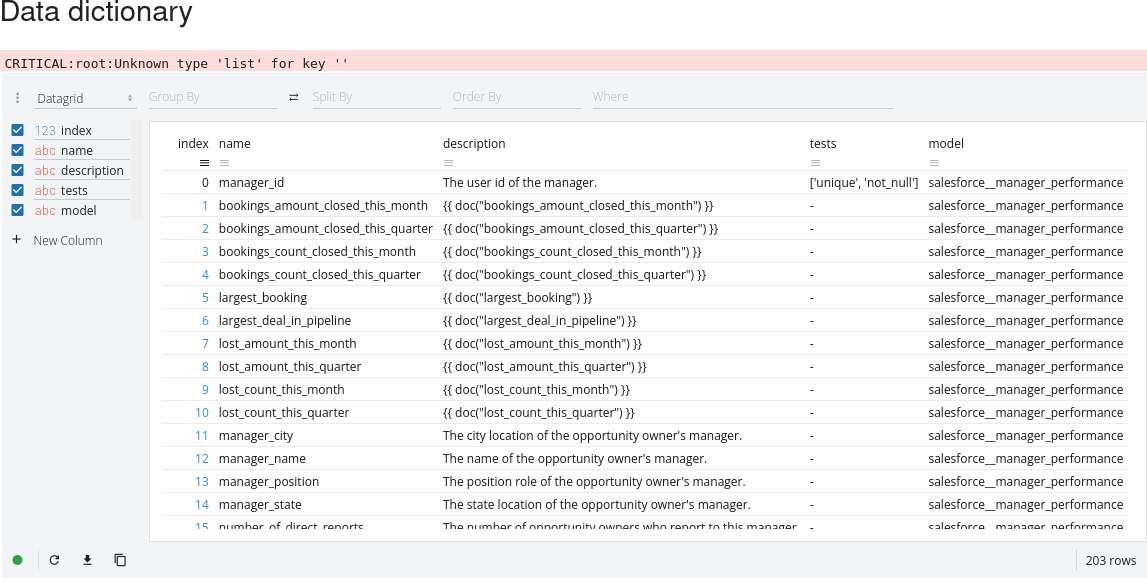 Data dictionary
CRITICAL:root:Unknown type 'list' for key ''
Datagrid Group By Split By Order By Where
123 index
abc name
abc description
abc tests
abc model
+ New Column
index name description tests model
0 manager_id The user id of the manager. ['unique', 'not_null'] salesforce__manager_performance
1 bookings_amount_closed_this_month {{ doc("bookings_amount_closed_this_month") }} - salesforce__manager_performance
2 bookings_amount_closed_this_quarter {{ doc("bookings_amount_closed_this_quarter") }} - salesforce__manager_performance
3 bookings_count_closed_this_month {{ doc("bookings_count_closed_this_month") }} - salesforce__manager_performance
4 bookings_count_closed_this_quarter {{ doc("bookings_count_closed_this_quarter") }} - salesforce__manager_performance
5 largest_booking {{ doc("largest_booking") }} - salesforce__manager_performance
6 largest_deal_in_pipeline {{ doc("largest_deal_in_pipeline") }} - salesforce__manager_performance
7 lost_amount_this_month {{ doc("lost_amount_this_month") }} - salesforce__manager_performance
8 lost_amount_this_quarter {{ doc("lost_amount_this_quarter") }} - salesforce__manager_performance
9 lost_count_this_month {{ doc("lost_count_this_month") }} - salesforce__manager_performance
10 lost_count_this_quarter {{ doc("lost_count_this_quarter") }} - salesforce__manager_performance
11 manager_city The city location of the opportunity owner's manager. - salesforce__manager_performance
12 manager_name The name of the opportunity owner's manager. - salesforce__manager_performance
13 manager_position The position role of the opportunity owner's manager. - salesforce__manager_performance
14 manager_state The state location of the opportunity owner's manager. - salesforce__manager_performance
15 number_of_direct_reports The number of opportunity owners who report to this manager. - salesforce__manager_performance
203 rows